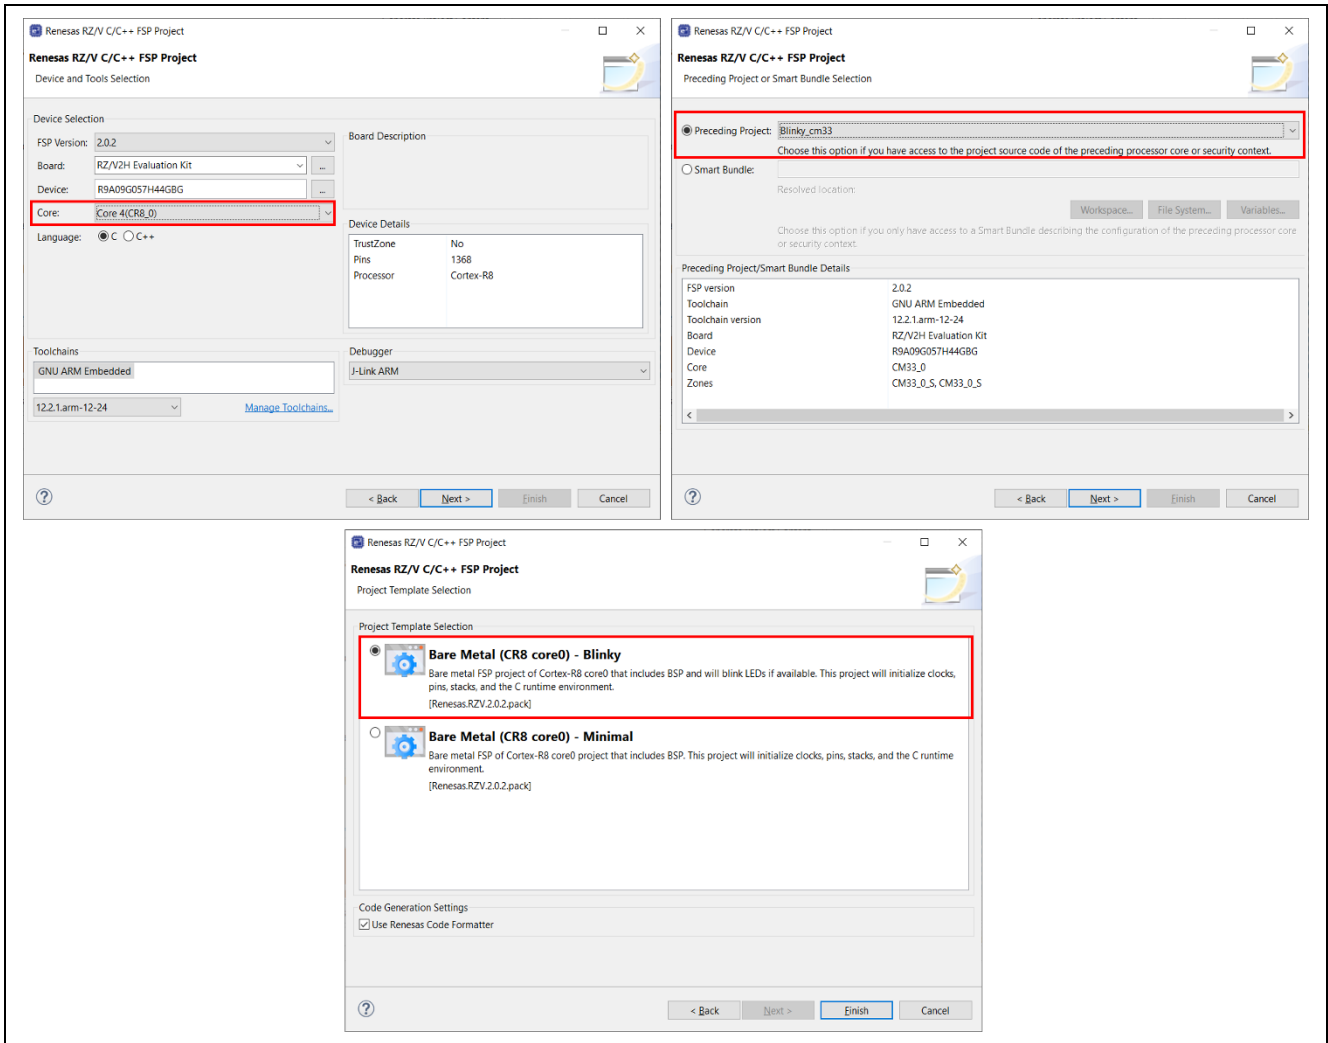 Renesas RZ/V C/C++ FSP Project
Renesas RZ/V C/C++ FSP Project
Device and Tools Selection
Device Selection
FSP Version: 2.0.2
Board: RZ/V2H Evaluation Kit ...
Device: R9A09G057H44GBG ...
Core: Core 4(CR8_0)
Language: C C++
Board Description
Device Details
TrustZone No
Pins 1368
Processor Cortex-R8
Toolchains
GNU ARM Embedded
12.2.1.arm-12-24 Manage Toolchains...
Debugger
J-Link ARM
? < Back Next > Finish Cancel
Renesas RZ/V C/C++ FSP Project
Renesas RZ/V C/C++ FSP Project
Preceding Project or Smart Bundle Selection
Preceding Project: Blinky_cm33
Choose this option if you have access to the project source code of the preceding processor core or security context.
Smart Bundle:
Resolved location:
Workspace... File System... Variables...
Choose this option if you only have access to a Smart Bundle describing the configuration of the preceding processor core
or security context.
Preceding Project/Smart Bundle Details
FSP version 2.0.2
Toolchain GNU ARM Embedded
Toolchain version 12.2.1.arm-12-24
Board RZ/V2H Evaluation Kit
Device R9A09G057H44GBG
Core CM33_0
Zones CM33_0_S, CM33_0_S
? < Back Next > Finish Cancel
Renesas RZ/V C/C++ FSP Project
Renesas RZ/V C/C++ FSP Project
Project Template Selection
Project Template Selection
Bare Metal (CR8 core0) - Blinky
Bare metal FSP project of Cortex-R8 core0 that includes BSP and will blink LEDs if available. This project will initialize clocks,
pins, stacks, and the C runtime environment.
[Renesas.RZV.2.0.2.pack]
Bare Metal (CR8 core0) - Minimal
Bare metal FSP of Cortex-R8 core0 project that includes BSP. This project will initialize clocks, pins, stacks, and the C runtime
environment.
[Renesas.RZV.2.0.2.pack]
Code Generation Settings
Use Renesas Code Formatter
? < Back Next > Finish Cancel